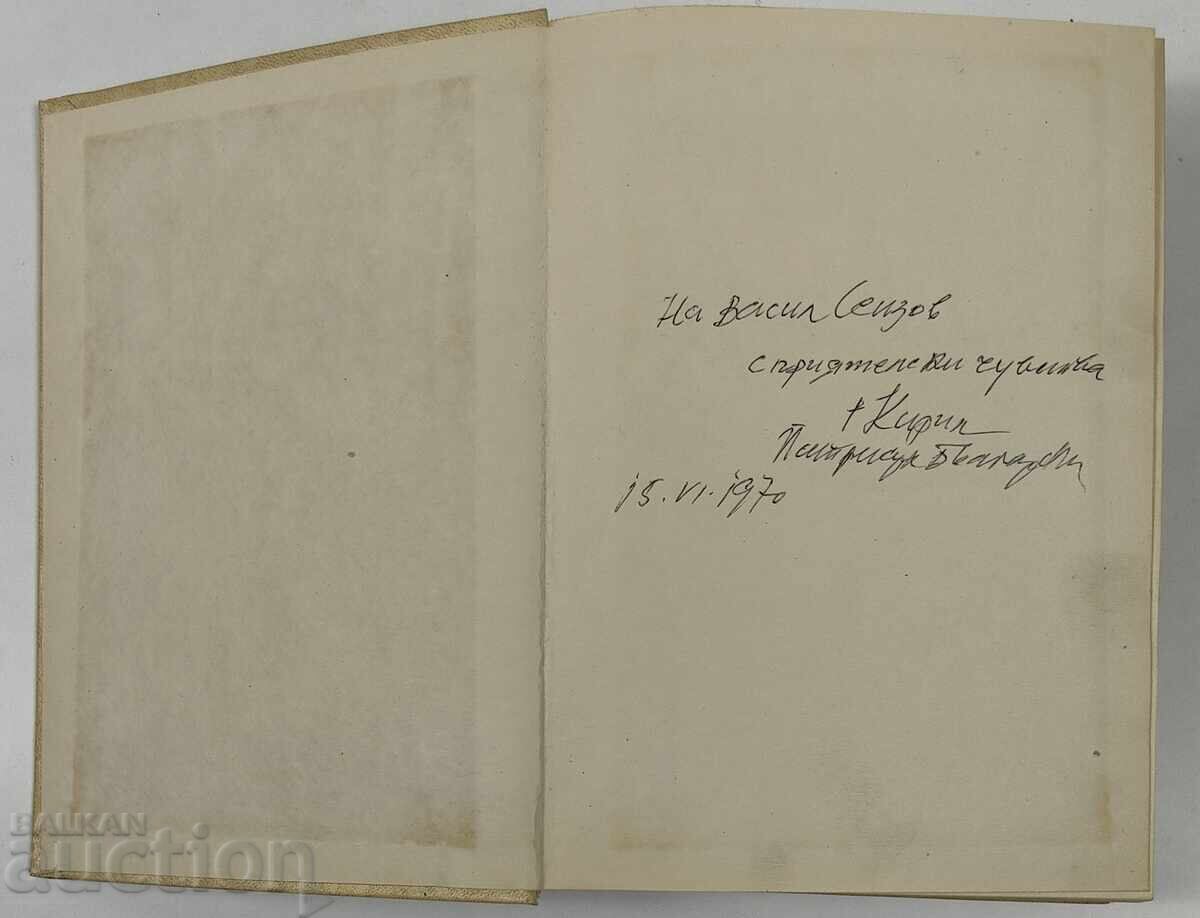 На Васил Сеизов
с приятелски чувства
† Кирил
Патриарх Български
15.VI.1970
BALKAN
auction